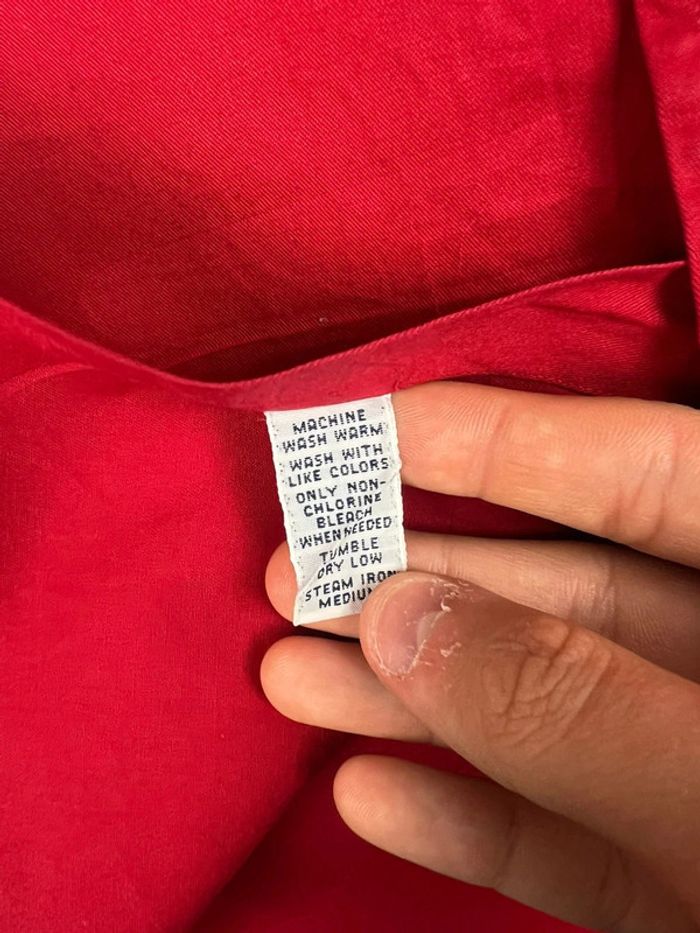 MACHINE
WASH WARM
WASH WITH
LIKE COLORS
ONLY NON-
CHLORINE
BLEACH
WHEN NEEDED
TUMBLE
DRY LOW
STEAM IRON
MEDIUM